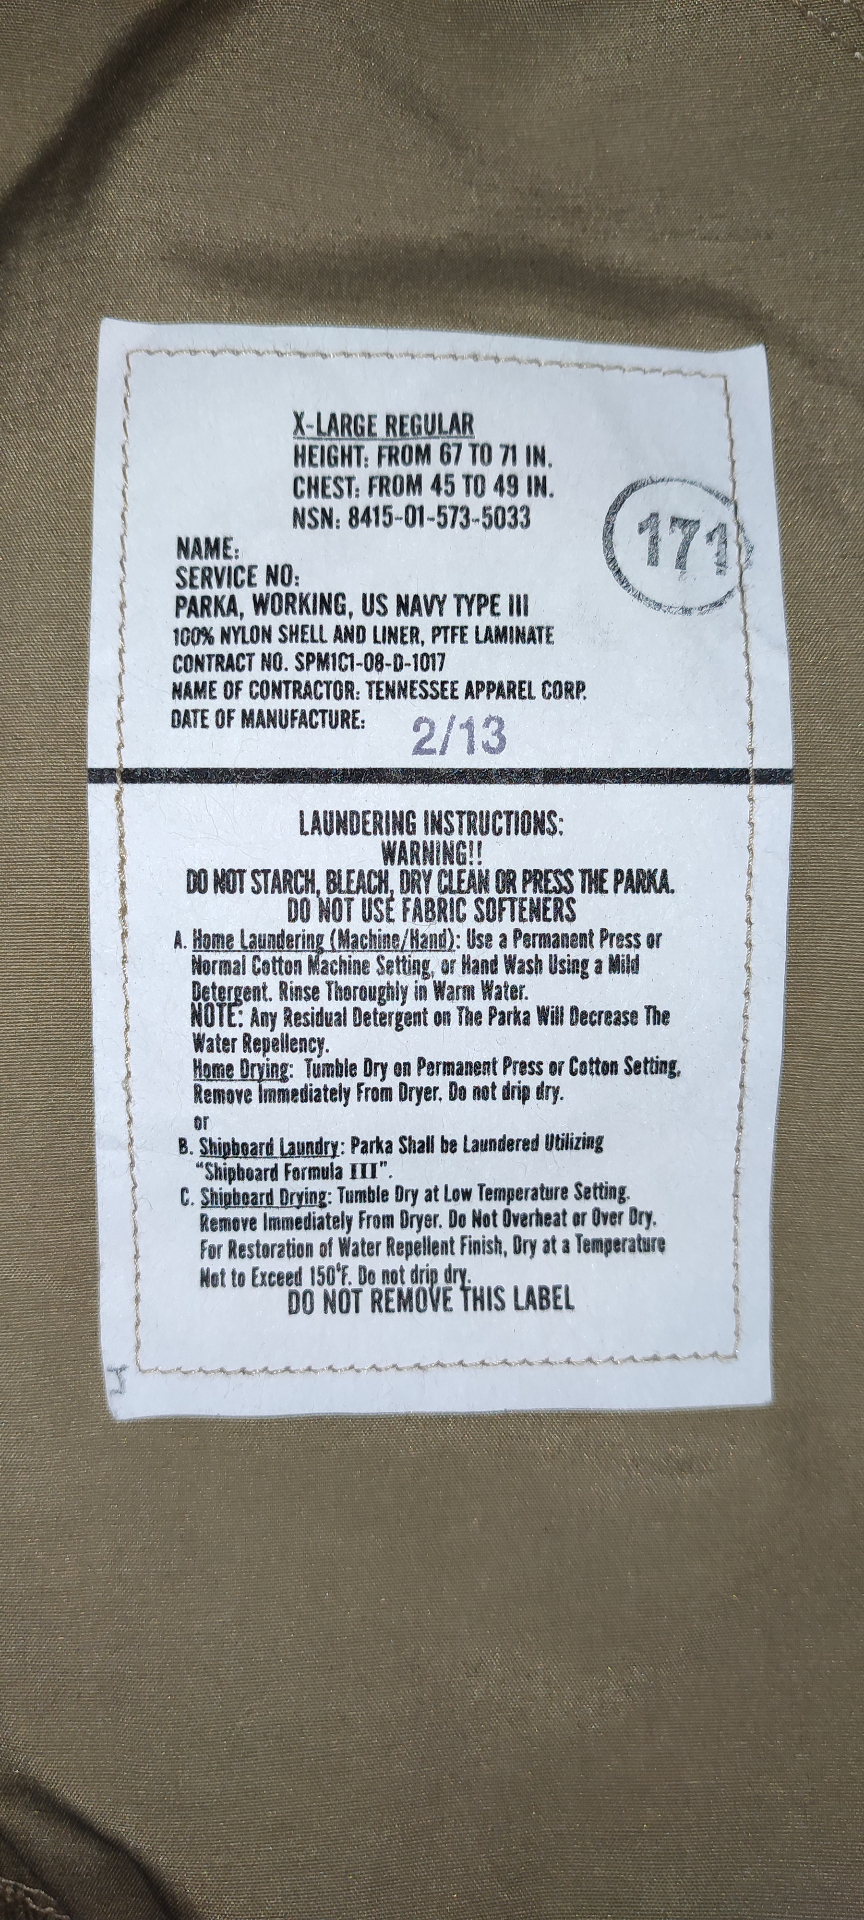 X-LARGE REGULAR
HEIGHT: FROM 67 TO 71 IN.
CHEST: FROM 45 TO 49 IN.
NSN: 8415-01-573-5033
171
NAME:
SERVICE NO:
PARKA, WORKING, US NAVY TYPE III
100% NYLON SHELL AND LINER, PTFE LAMINATE
CONTRACT NO. SPM1C1-08-D-1017
NAME OF CONTRACTOR: TENNESSEE APPAREL CORP.
DATE OF MANUFACTURE: 2/13
LAUNDERING INSTRUCTIONS:
WARNING!!
DO NOT STARCH, BLEACH, DRY CLEAN OR PRESS THE PARKA.
DO NOT USE FABRIC SOFTENERS
A. Home Laundering (Machine/Hand): Use a Permanent Press or
Normal Cotton Machine Setting, or Hand Wash Using a Mild
Detergent. Rinse Thoroughly in Warm Water.
NOTE: Any Residual Detergent on The Parka Will Decrease The
Water Repellency.
Home Drying: Tumble Dry on Permanent Press or Cotton Setting,
Remove Immediately From Dryer. Do not drip dry.
or
B. Shipboard Laundry: Parka Shall be Laundered Utilizing
"Shipboard Formula III".
C. Shipboard Drying: Tumble Dry at Low Temperature Setting.
Remove Immediately From Dryer. Do Not Overheat or Over Dry.
For Restoration of Water Repellent Finish, Dry at a Temperature
Not to Exceed 150°F. Do not drip dry.
DO NOT REMOVE THIS LABEL